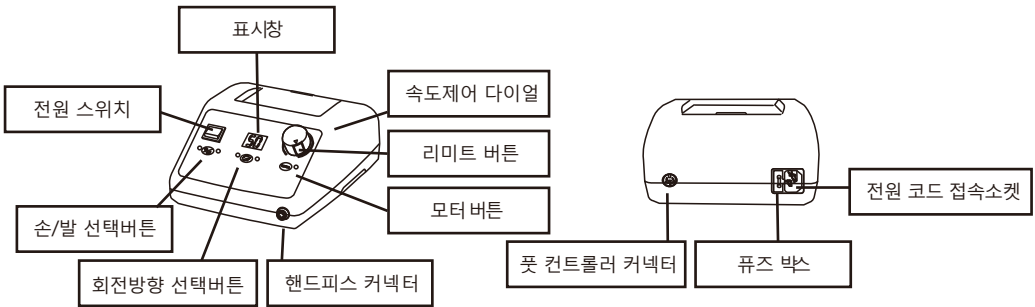 표시창
전원 스위치
속도제어 다이얼
50
리미트 버튼
모터 버튼
손/발 선택버튼
회전방향 선택버튼
핸드피스 커넥터
전원 코드 접속소켓
풋 컨트롤러 커넥터
퓨즈 박스